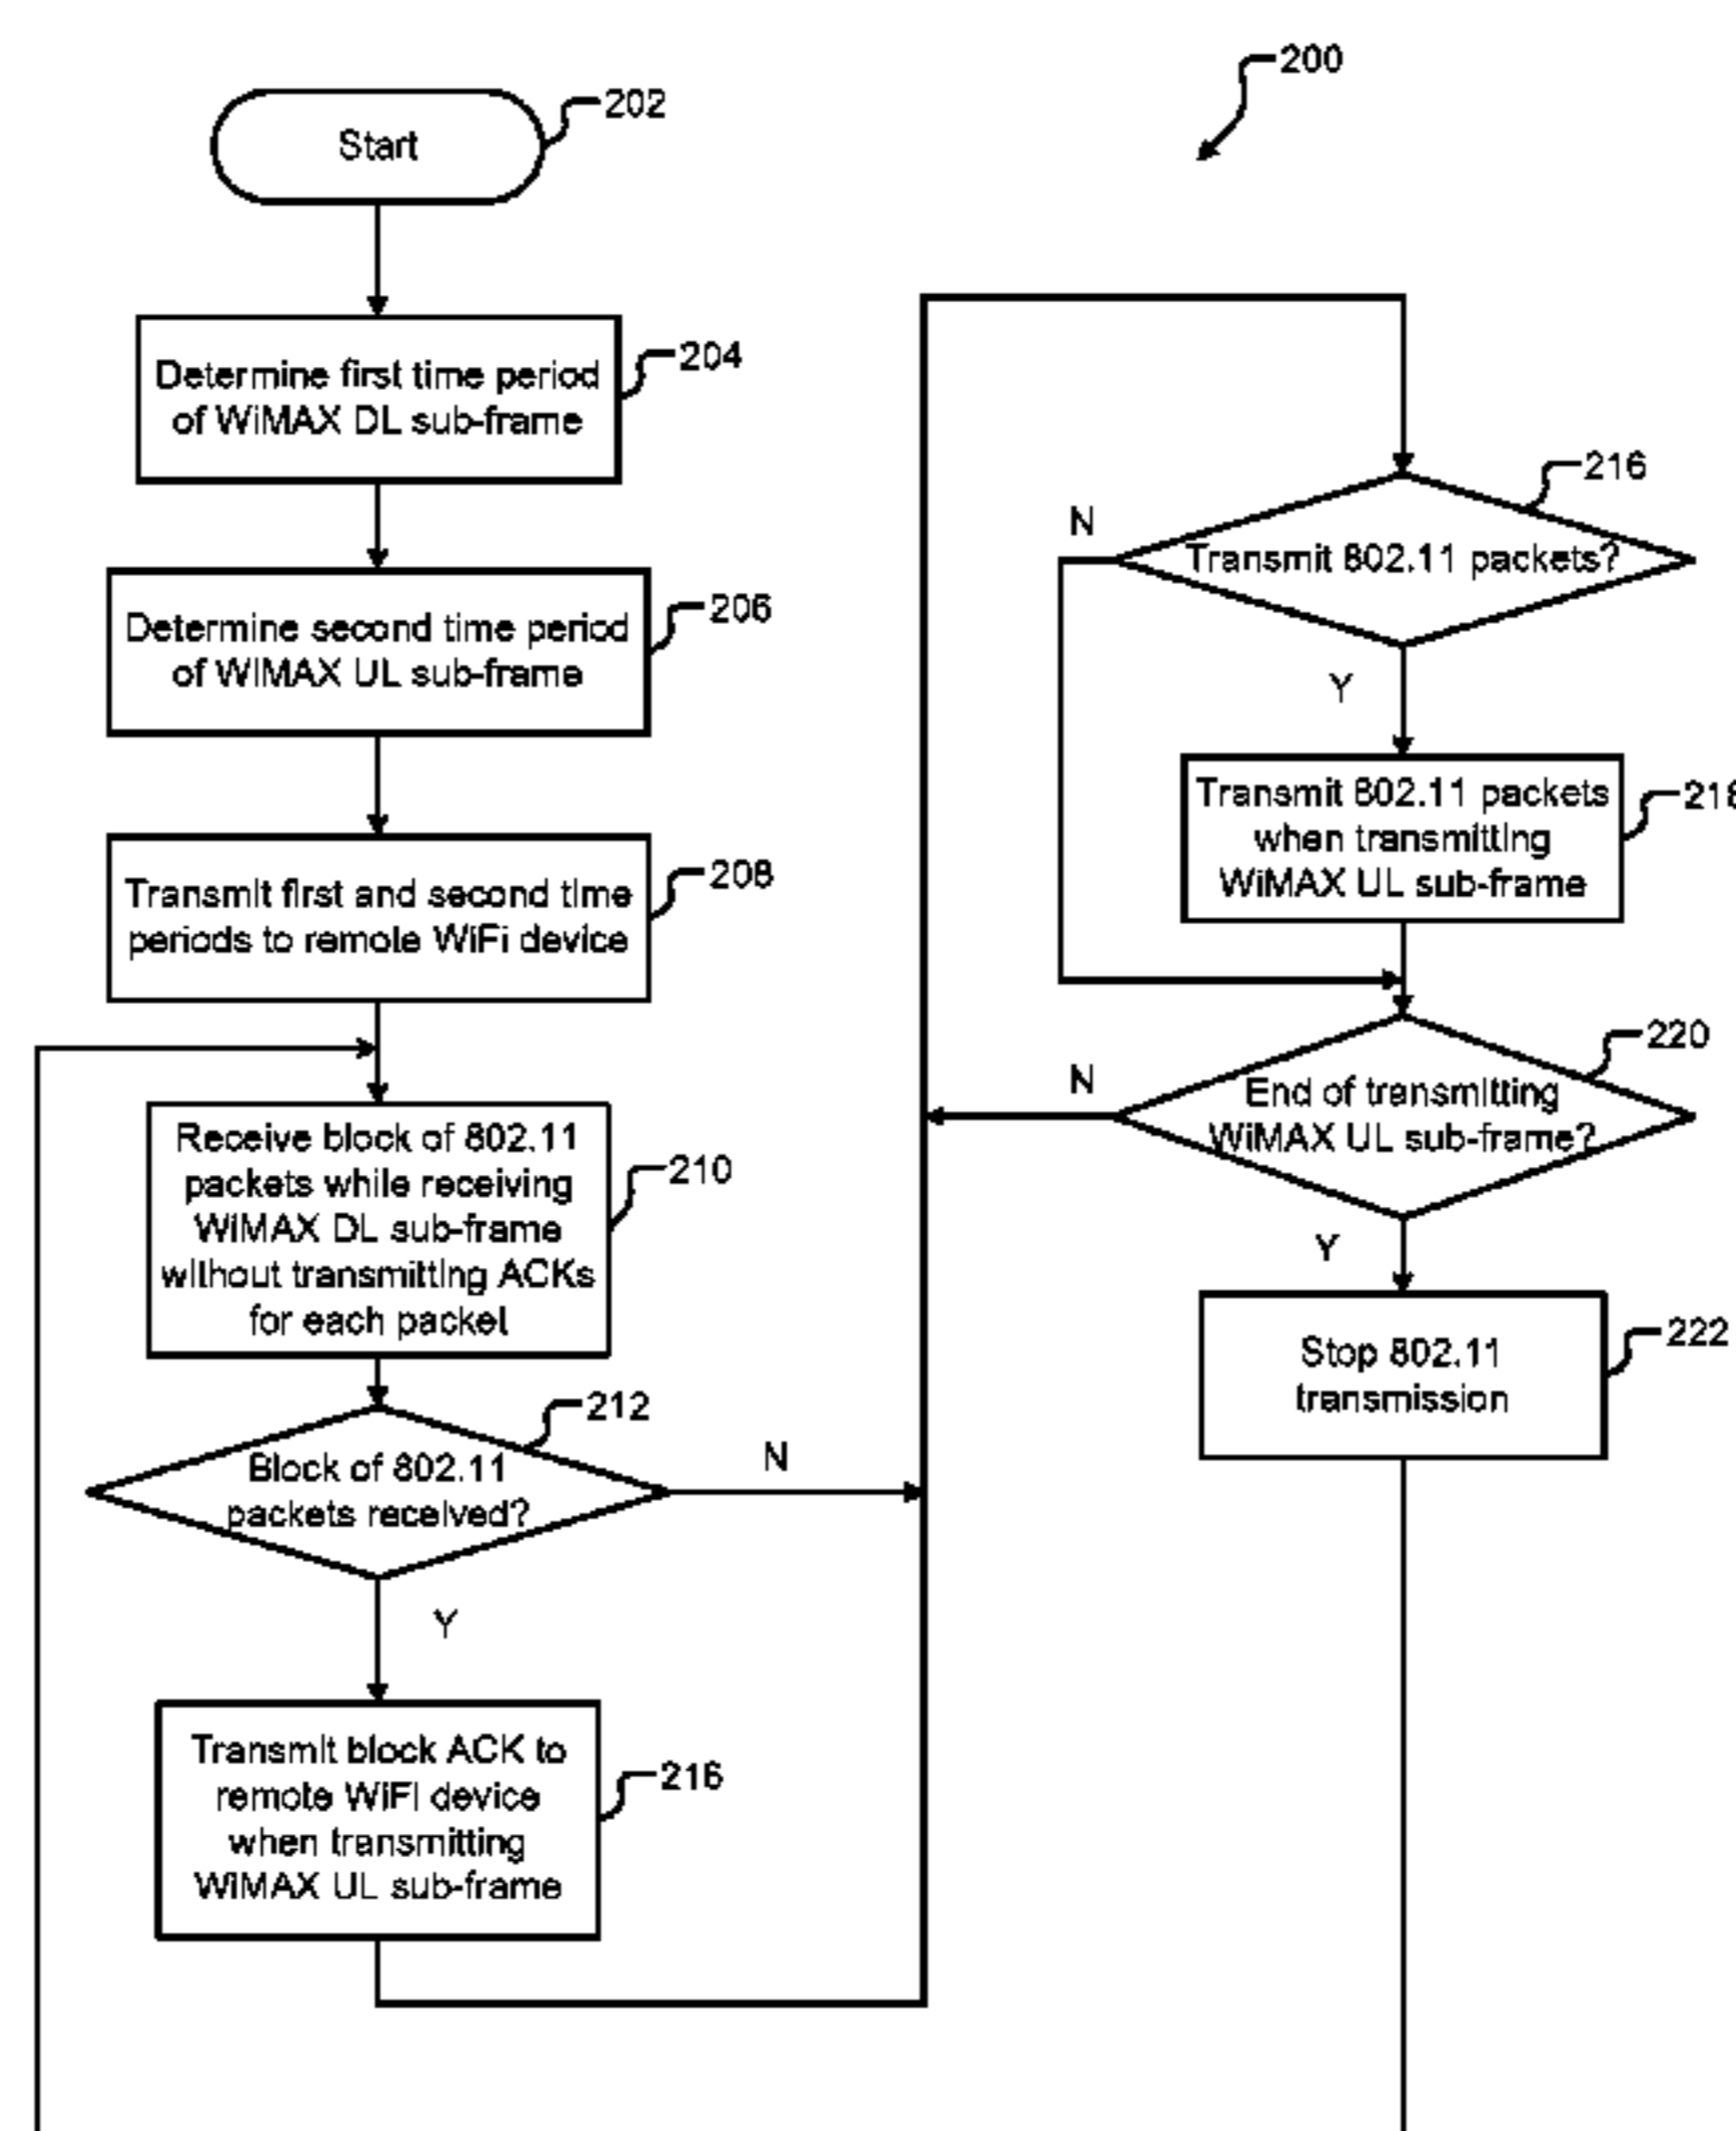 200
Start
202
Determine first time period
of WiMAX DL sub-frame
204
Determine second time period
of WiMAX UL sub-frame
206
Transmit first and second time
periods to remote WiFi device
208
Receive block of 802.11
packets while receiving
WiMAX DL sub-frame
without transmitting ACKs
for each packet
210
Block of 802.11
packets received?
212
N
Y
Transmit block ACK to
remote WiFi device
when transmitting
WiMAX UL sub-frame
216
Transmit 802.11 packets?
216
N
Y
Transmit 802.11 packets
when transmitting
WiMAX UL sub-frame
218
End of transmitting
WiMAX UL sub-frame?
220
N
Y
Stop 802.11
transmission
222